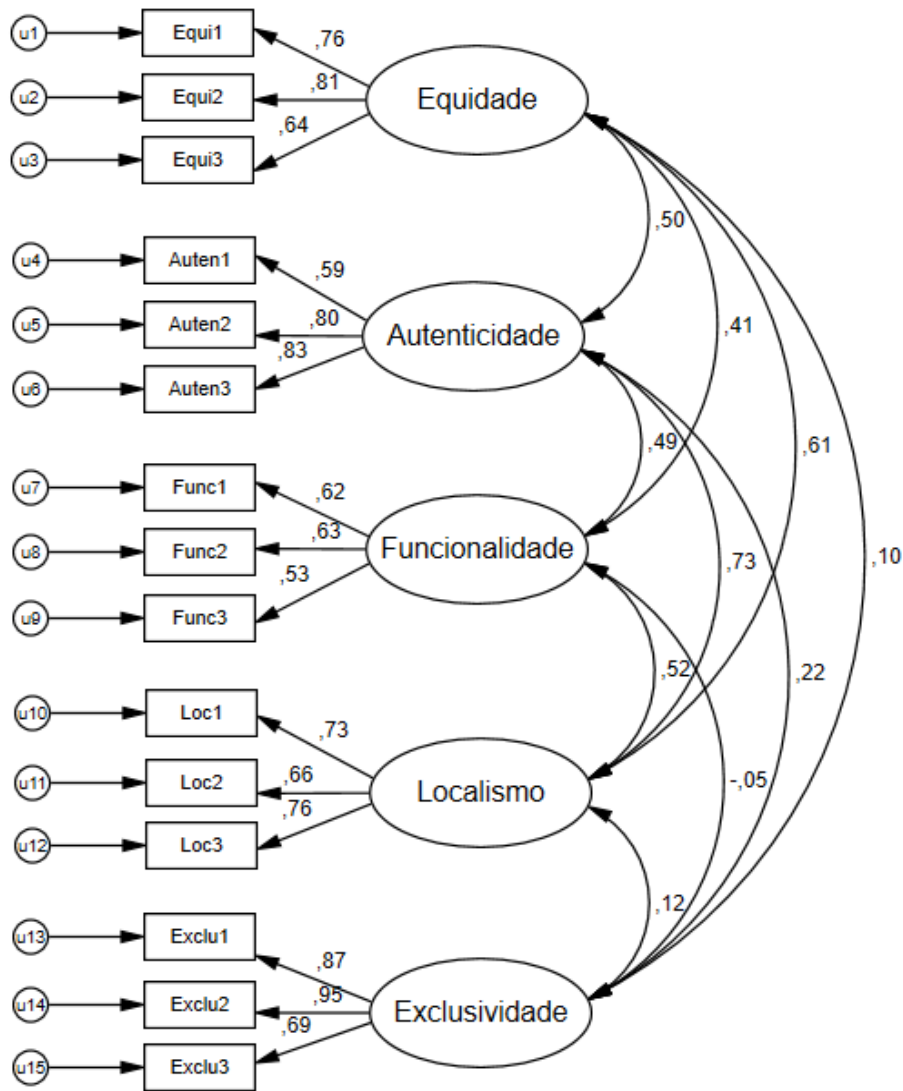 u1 Equi1 ,76
u2 Equi2 ,81 Equidade
u3 Equi3 ,64
,50
u4 Auten1 ,59
u5 Auten2 ,80 Autenticidade ,41
u6 Auten3 ,83
,49 ,61
u7 Func1 ,62
u8 Func2 ,63 Funcionalidade ,10
u9 Func3 ,53 ,73
,52 ,22
u10 Loc1 ,73
u11 Loc2 ,66 Localismo -,05
u12 Loc3 ,76
,12
u13 Exclu1 ,87
u14 Exclu2 ,95 Exclusividade
u15 Exclu3 ,69